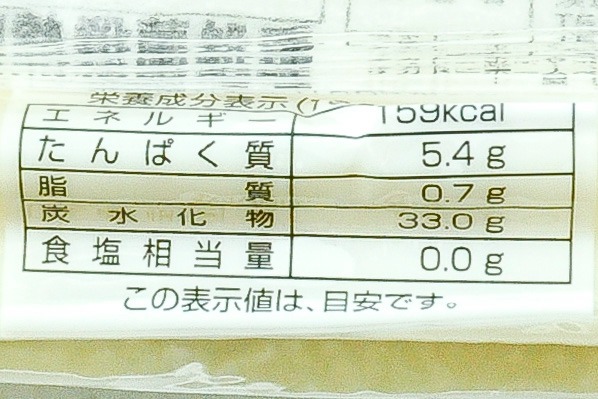 栄養成分表示(1
エネルギー 159kcal
たんぱく質 5.4g
脂質 0.7g
炭水化物 33.0g
食塩相当量 0.0g
この表示値は、目安です。